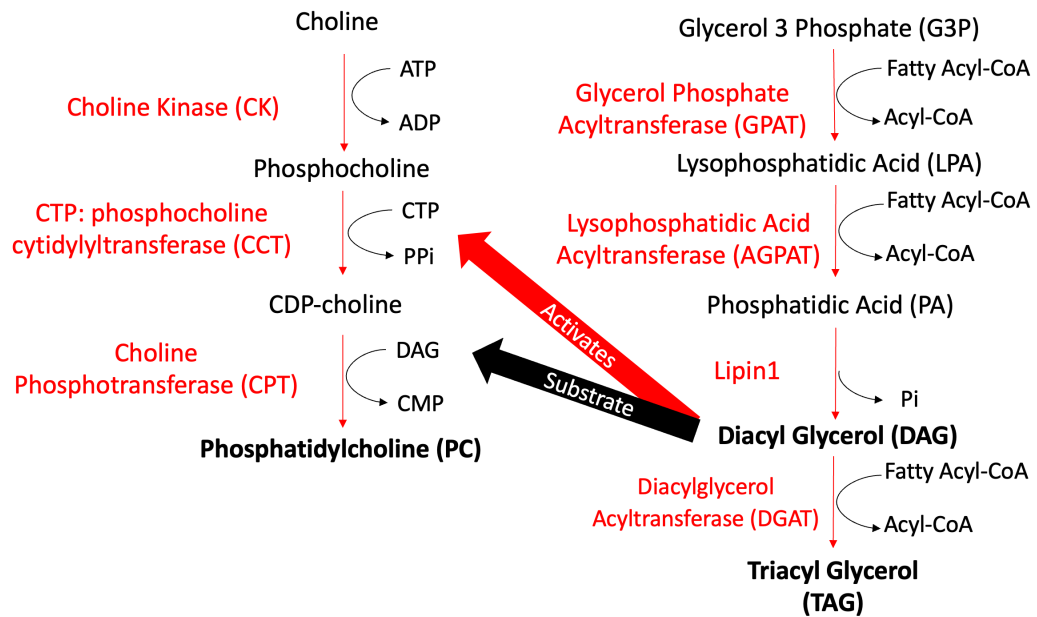 Choline
ATP
Choline Kinase (CK)
ADP
Phosphocholine
CTP: phosphocholine
cytidylyltransferase (CCT)
CTP
PPi
CDP-choline
Choline
Phosphotransferase (CPT)
DAG
CMP
Phosphatidylcholine (PC)
Activates
Substrate
Glycerol 3 Phosphate (G3P)
Fatty Acyl-CoA
Glycerol Phosphate
Acyltransferase (GPAT)
Acyl-CoA
Lysophosphatidic Acid (LPA)
Fatty Acyl-CoA
Lysophosphatidic Acid
Acyltransferase (AGPAT)
Acyl-CoA
Phosphatidic Acid (PA)
Lipin1
Pi
Diacyl Glycerol (DAG)
Fatty Acyl-CoA
Diacylglycerol
Acyltransferase (DGAT)
Acyl-CoA
Triacyl Glycerol
(TAG)